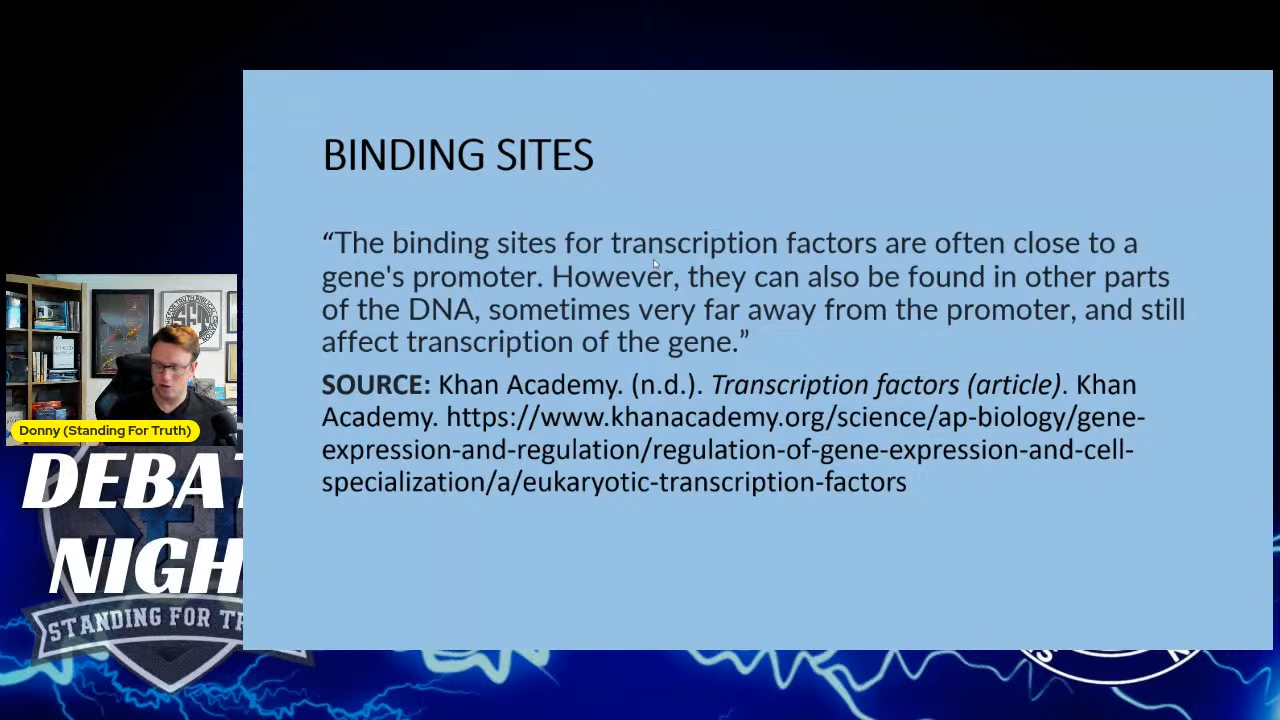 BINDING SITES
“The binding sites for transcription factors are often close to a
gene's promoter. However, they can also be found in other parts
of the DNA, sometimes very far away from the promoter, and still
affect transcription of the gene.”
SOURCE: Khan Academy. (n.d.). Transcription factors (article). Khan
Academy. https://www.khanacademy.org/science/ap-biology/gene-
expression-and-regulation/regulation-of-gene-expression-and-cell-
specialization/a/eukaryotic-transcription-factors
Donny (Standing For Truth)
DEBAT
NIGH
STANDING FOR TR